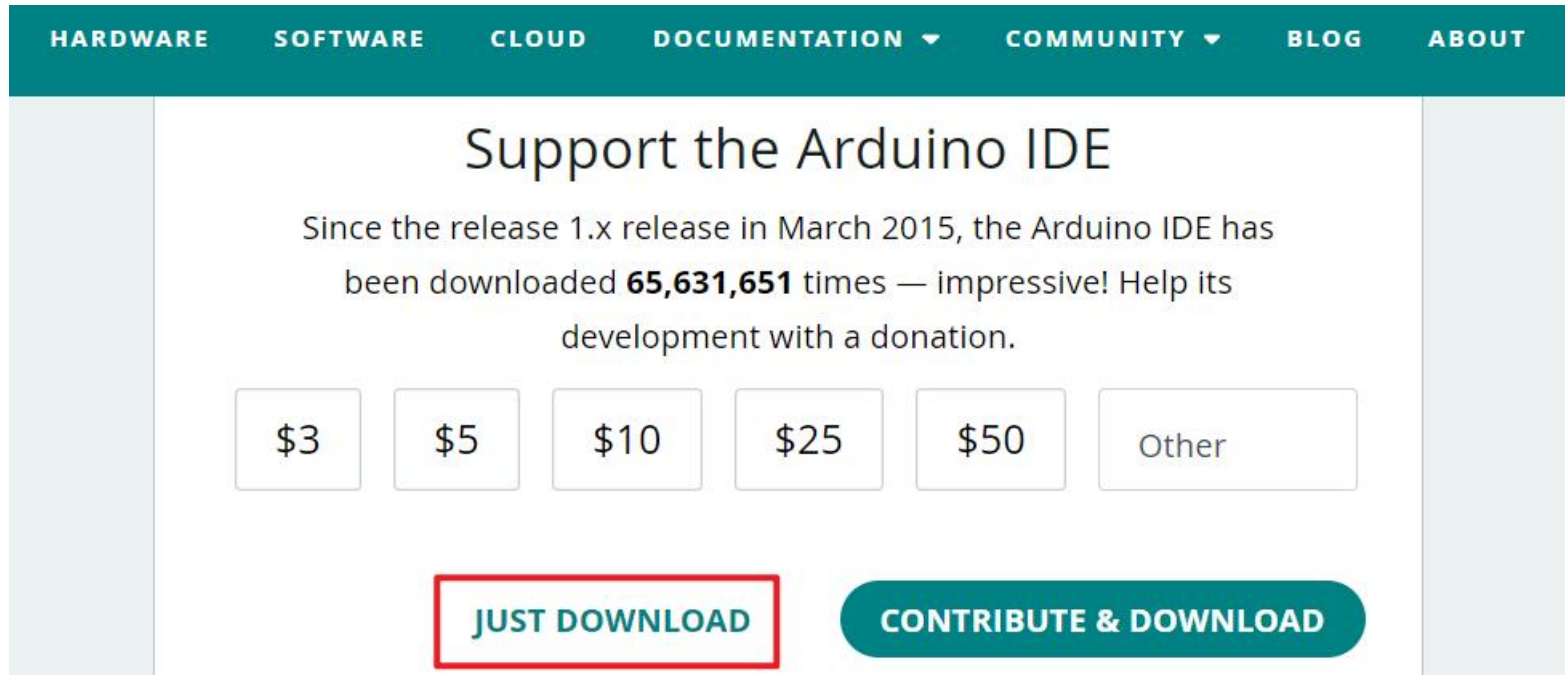 HARDWARE SOFTWARE CLOUD DOCUMENTATION COMMUNITY BLOG ABOUT
Support the Arduino IDE
Since the release 1.x release in March 2015, the Arduino IDE has
been downloaded 65,631,651 times — impressive! Help its
development with a donation.
$3 $5 $10 $25 $50 Other
JUST DOWNLOAD CONTRIBUTE & DOWNLOAD